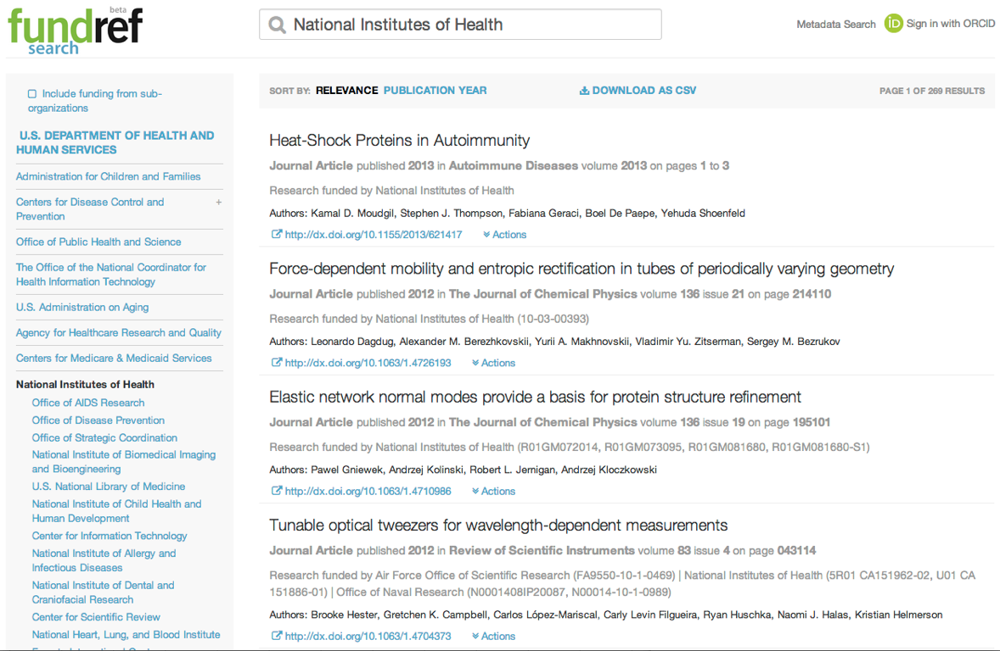 beta
fundref
search
National Institutes of Health
Metadata Search
iD Sign in with ORCID
Include funding from sub-
organizations
U.S. DEPARTMENT OF HEALTH AND
HUMAN SERVICES
Administration for Children and Families
Centers for Disease Control and +
Prevention
Office of Public Health and Science
The Office of the National Coordinator for
Health Information Technology
U.S. Administration on Aging
Agency for Healthcare Research and Quality
Centers for Medicare & Medicaid Services
National Institutes of Health
Office of AIDS Research
Office of Disease Prevention
Office of Strategic Coordination
National Institute of Biomedical Imaging
and Bioengineering
U.S. National Library of Medicine
National Institute of Child Health and
Human Development
Center for Information Technology
National Institute of Allergy and
Infectious Diseases
National Institute of Dental and
Craniofacial Research
Center for Scientific Review
National Heart, Lung, and Blood Institute
SORT BY: RELEVANCE PUBLICATION YEAR
DOWNLOAD AS CSV
PAGE 1 OF 269 RESULTS
Heat-Shock Proteins in Autoimmunity
Journal Article published 2013 in Autoimmune Diseases volume 2013 on pages 1 to 3
Research funded by National Institutes of Health
Authors: Kamal D. Moudgil, Stephen J. Thompson, Fabiana Geraci, Boel De Paepe, Yehuda Shoenfeld
http://dx.doi.org/10.1155/2013/621417 Actions
Force-dependent mobility and entropic rectification in tubes of periodically varying geometry
Journal Article published 2012 in The Journal of Chemical Physics volume 136 issue 21 on page 214110
Research funded by National Institutes of Health (10-03-00393)
Authors: Leonardo Dagdug, Alexander M. Berezhkovskii, Yurii A. Makhnovskii, Vladimir Yu. Zitserman, Sergey M. Bezrukov
http://dx.doi.org/10.1063/1.4726193 Actions
Elastic network normal modes provide a basis for protein structure refinement
Journal Article published 2012 in The Journal of Chemical Physics volume 136 issue 19 on page 195101
Research funded by National Institutes of Health (R01GM072014, R01GM073095, R01GM081680, R01GM081680-S1)
Authors: Pawel Gniewek, Andrzej Kolinski, Robert L. Jernigan, Andrzej Kloczkowski
http://dx.doi.org/10.1063/1.4710986 Actions
Tunable optical tweezers for wavelength-dependent measurements
Journal Article published 2012 in Review of Scientific Instruments volume 83 issue 4 on page 043114
Research funded by Air Force Office of Scientific Research (FA9550-10-1-0469) | National Institutes of Health (5R01 CA151962-02, U01 CA
151886-01) | Office of Naval Research (N0001408IP20087, N00014-10-1-0989)
Authors: Brooke Hester, Gretchen K. Campbell, Carlos López-Mariscal, Carly Levin Filgueira, Ryan Huschka, Naomi J. Halas, Kristian Helmerson
http://dx.doi.org/10.1063/1.4704373 Actions